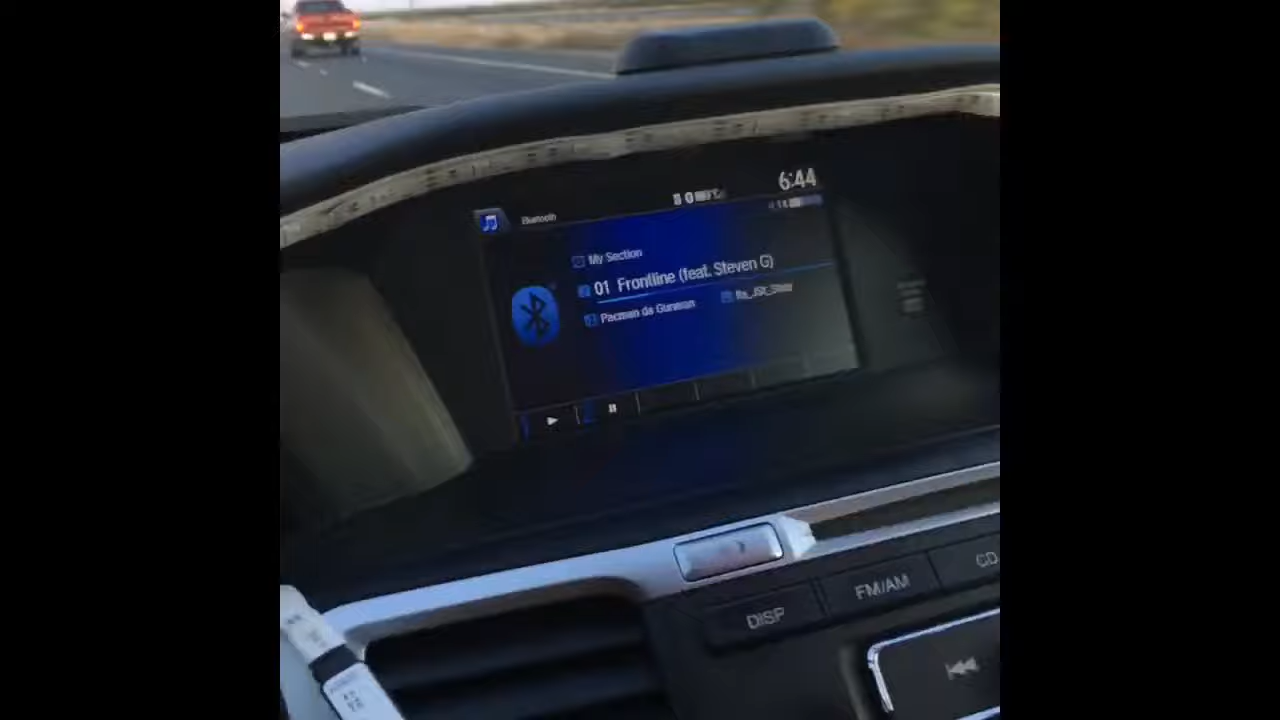 6:44
Bluetooth
My Section
01 Frontline (feat. Steven G)
Pacman da Gunman
DISP
FM/AM
CD